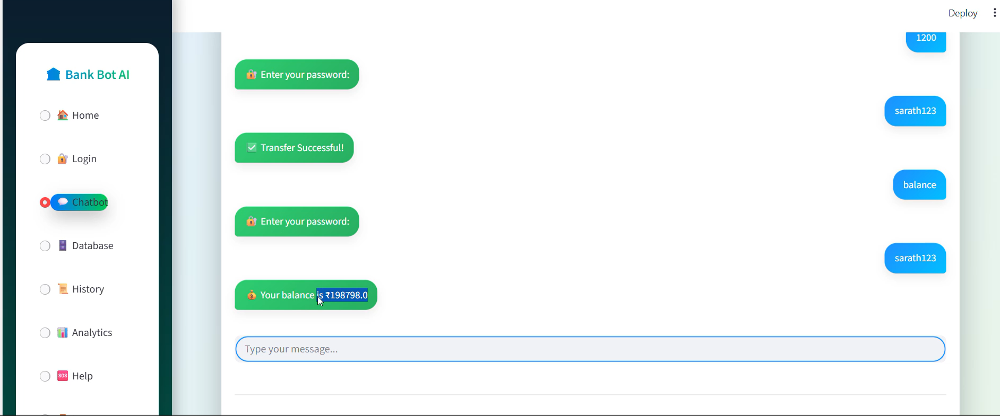 Deploy
Bank Bot AI
Home
Login
Chatbot
Database
History
Analytics
SOS Help
1200
Enter your password:
sarath123
Transfer Successful!
balance
Enter your password:
sarath123
Your balance is ₹198798.0
Type your message...